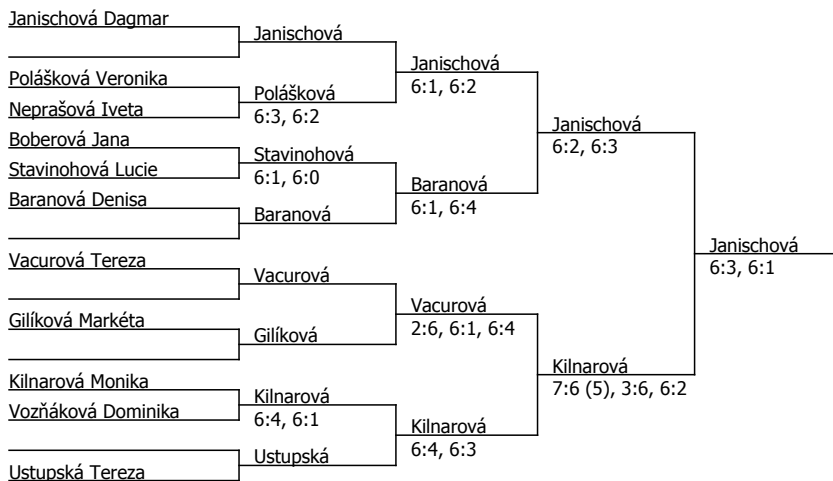 Janischová Dagmar
Polášková Veronika
Neprašová Iveta
Boberová Jana
Stavinohová Lucie
Baranová Denisa
Vacurová Tereza
Gilíková Markéta
Kilnarová Monika
Vozňáková Dominika
Ustupská Tereza
Janischová
Polášková
6:3, 6:2
Stavinohová
6:1, 6:0
Baranová
Vacurová
Gilíková
Kilnarová
6:4, 6:1
Ustupská
Janischová
6:1, 6:2
Baranová
6:1, 6:4
Vacurová
2:6, 6:1, 6:4
Kilnarová
6:4, 6:3
Janischová
6:2, 6:3
Kilnarová
7:6 (5), 3:6, 6:2
Janischová
6:3, 6:1